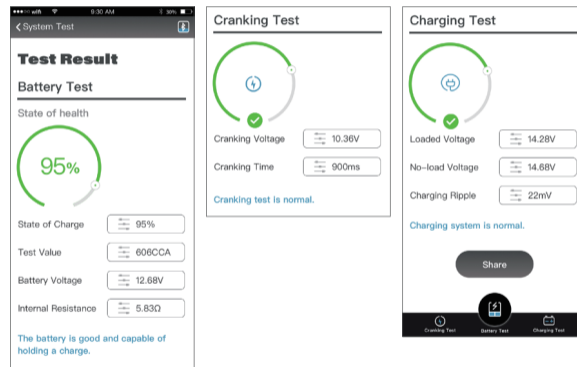 wifi 9:30 AM 30%
System Test
Test Result
Battery Test
State of health
95%
State of Charge 95%
Test Value 606CCA
Battery Voltage 12.68V
Internal Resistance 5.83Ω
The battery is good and capable of
holding a charge.
Cranking Test
Cranking Voltage 10.36V
Cranking Time 900ms
Cranking test is normal.
Charging Test
Loaded Voltage 14.28V
No-load Voltage 14.68V
Charging Ripple 22mV
Charging system is normal.
Share
Cranking Test Battery Test Charging Test